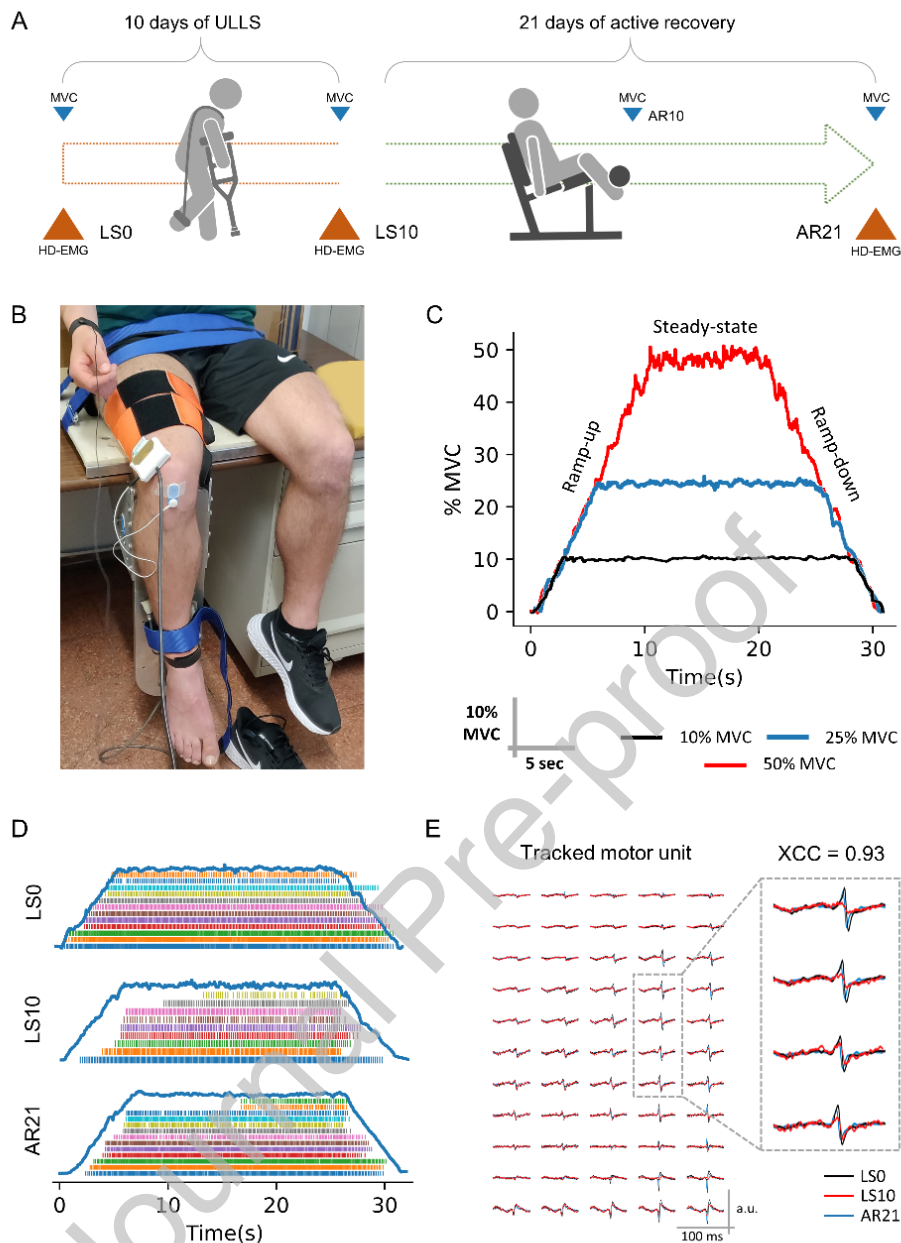 A
10 days of ULLS
21 days of active recovery
MVC
MVC
MVC
AR10
MVC
LS0
HD-EMG
LS10
HD-EMG
AR21
HD-EMG
B
C
Steady-state
Ramp-up
Ramp-down
% MVC
50
40
30
20
10
0
0 10 20 30
Time(s)
10% MVC
5 sec
10% MVC
25% MVC
50% MVC
D
LS0
LS10
AR21
0 10 20 30
Time(s)
E
Tracked motor unit
XCC = 0.93
a.u.
100 ms
LS0
LS10
AR21
Journal Pre-proof